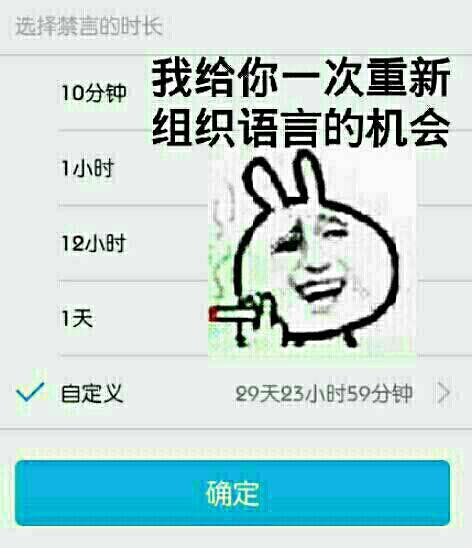 选择禁言的时长
我给你一次重新
组织语言的机会
10分钟
1小时
12小时
1天
自定义 29天23小时59分钟
确定